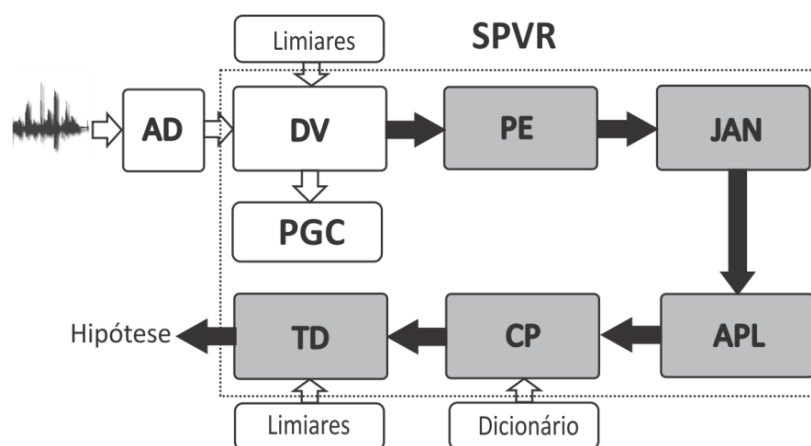 Limiares
SPVR
AD
DV
PE
JAN
PGC
Hipótese
TD
CP
APL
Limiares
Dicionário